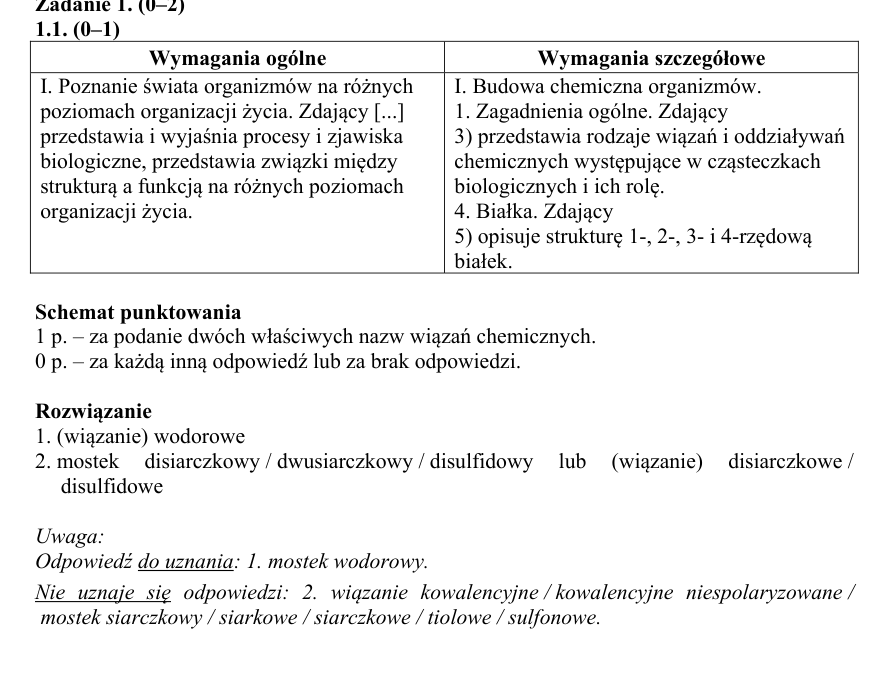 Zadanie 1. (0–2)
1.1. (0–1)
Wymagania ogólne
Wymagania szczegółowe
I. Poznanie świata organizmów na różnych
poziomach organizacji życia. Zdający [...]
przedstawia i wyjaśnia procesy i zjawiska
biologiczne, przedstawia związki między
strukturą a funkcją na różnych poziomach
organizacji życia.
I. Budowa chemiczna organizmów.
1. Zagadnienia ogólne. Zdający
3) przedstawia rodzaje wiązań i oddziaływań
chemicznych występujące w cząsteczkach
biologicznych i ich rolę.
4. Białka. Zdający
5) opisuje strukturę 1-, 2-, 3- i 4-rzędową
białek.
Schemat punktowania
1 p. – za podanie dwóch właściwych nazw wiązań chemicznych.
0 p. – za każdą inną odpowiedź lub za brak odpowiedzi.
Rozwiązanie
1. (wiązanie) wodorowe
2. mostek disiarczkowy / dwusiarczkowy / disulfidowy lub (wiązanie) disiarczkowe /
disulfidowe
Uwaga:
Odpowiedź do uznania: 1. mostek wodorowy.
Nie uznaje się odpowiedzi: 2. wiązanie kowalencyjne / kowalencyjne niespolaryzowane /
mostek siarczkowy / siarkowe / siarczkowe / tiolowe / sulfonowe.